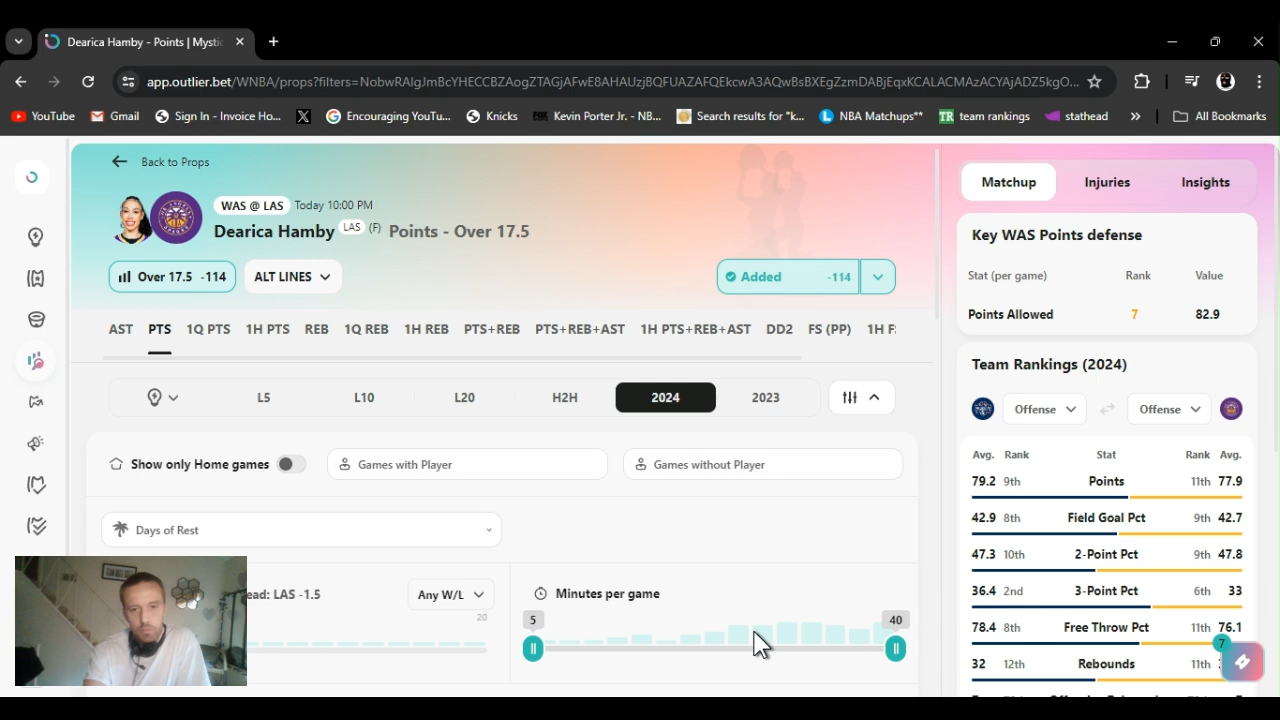 Dearica Hamby - Points | Mystic
app.outlier.bet/WNBA/props?filters=NobwRAlgJmBcYHECCBZAogZTAGjAFwE8AHAUzjBQFUAZAFQEkcwA3AQwBsBXEgZzmDABjEqxKCALACMAzACYAjADZ5kgO...
YouTube Gmail Sign In - Invoice Ho... Encouraging YouTu... Knicks Kevin Porter Jr. - NB... Search results for "k... NBA Matchups** team rankings stathead » All Bookmarks
Back to Props
WAS @ LAS Today 10:00 PM
Dearica Hamby LAS (F) Points - Over 17.5
Over 17.5 -114 ALT LINES
Added -114
AST PTS 1Q PTS 1H PTS REB 1Q REB 1H REB PTS+REB PTS+REB+AST 1H PTS+REB+AST DD2 FS (PP) 1H F
L5 L10 L20 H2H 2024 2023
Show only Home games Games with Player Games without Player
Days of Rest
ead: LAS -1.5 Any W/L
20
Minutes per game
5 40
Matchup Injuries Insights
Key WAS Points defense
Stat (per game) Rank Value
Points Allowed 7 82.9
Team Rankings (2024)
Offense Offense
Avg. Rank Stat Rank Avg.
79.2 9th Points 11th 77.9
42.9 8th Field Goal Pct 9th 42.7
47.3 10th 2-Point Pct 9th 47.8
36.4 2nd 3-Point Pct 6th 33
78.4 8th Free Throw Pct 11th 76.1
7
32 12th Rebounds 11th